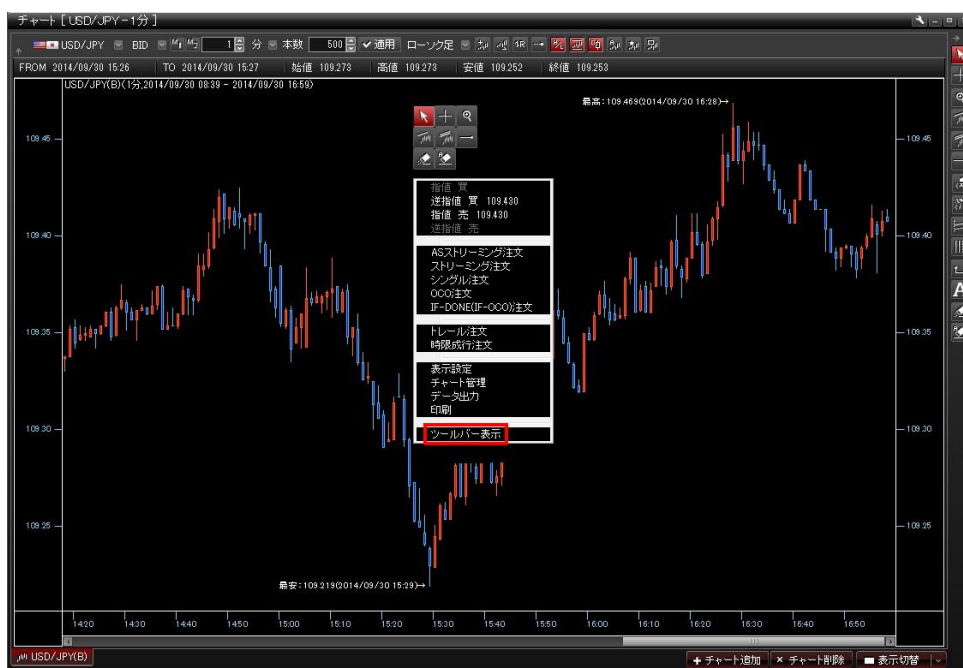 チャート [ USD/JPY-1分 ]
USD/JPY BID M1 M2 1 分 本数 500 適用 ローソク足
FROM 2014/09/30 15:26 TO 2014/09/30 15:27 始値 109.273 高値 109.273 安値 109.252 終値 109.253
USD/JPY(B)(1分,2014/09/30 08:39 - 2014/09/30 16:59)
最高:109.469(2014/09/30 16:28)→
指値 買
逆指値 買 109.430
指値 売 109.430
逆指値 売
ASストリーミング注文
ストリーミング注文
シングル注文
OCO注文
IF-DONE(IF-OCO)注文
トレール注文
時限成行注文
表示設定
チャート管理
データ出力
印刷
ツールバー表示
109.45
109.40
109.35
109.30
109.25
109.45
109.40
109.35
109.30
109.25
A
最安:109.219(2014/09/30 15:29)→
14:20 14:30 14:40 14:50 15:00 15:10 15:20 15:30 15:40 15:50 16:00 16:10 16:20 16:30 16:40 16:50
USD/JPY(B)
+ チャート追加 × チャート削除 表示切替